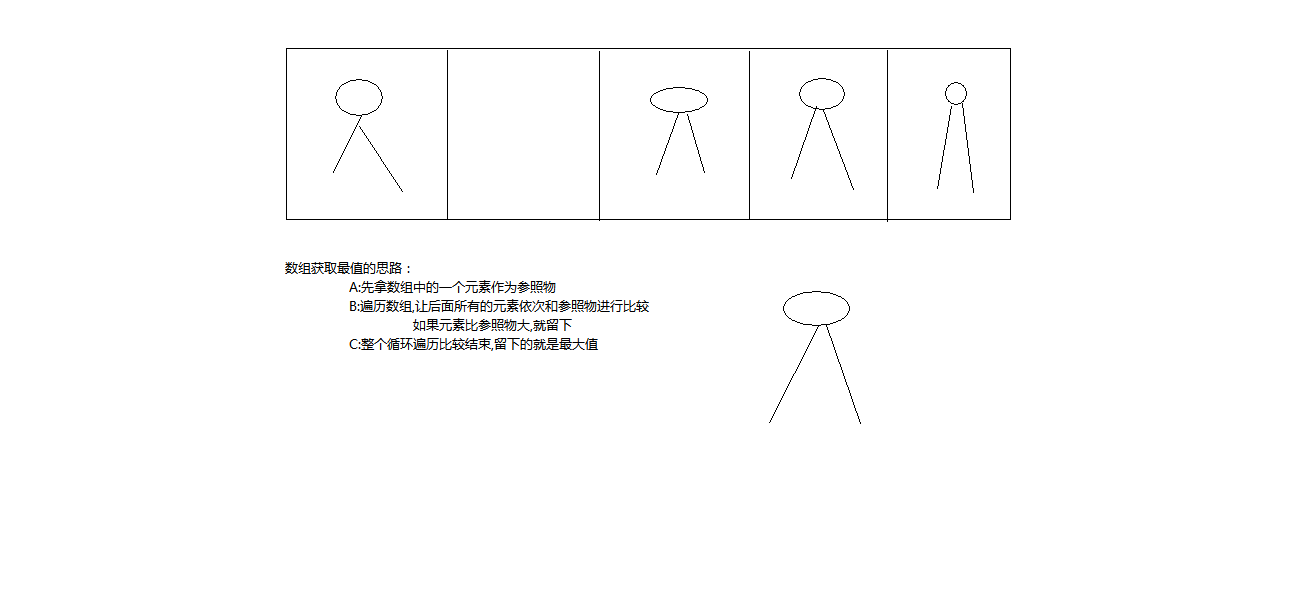 数组获取最值的思路：
A:先拿数组中的一个元素作为参照物
B:遍历数组,让后面所有的元素依次和参照物进行比较
如果元素比参照物大,就留下
C:整个循环遍历比较结束,留下的就是最大值